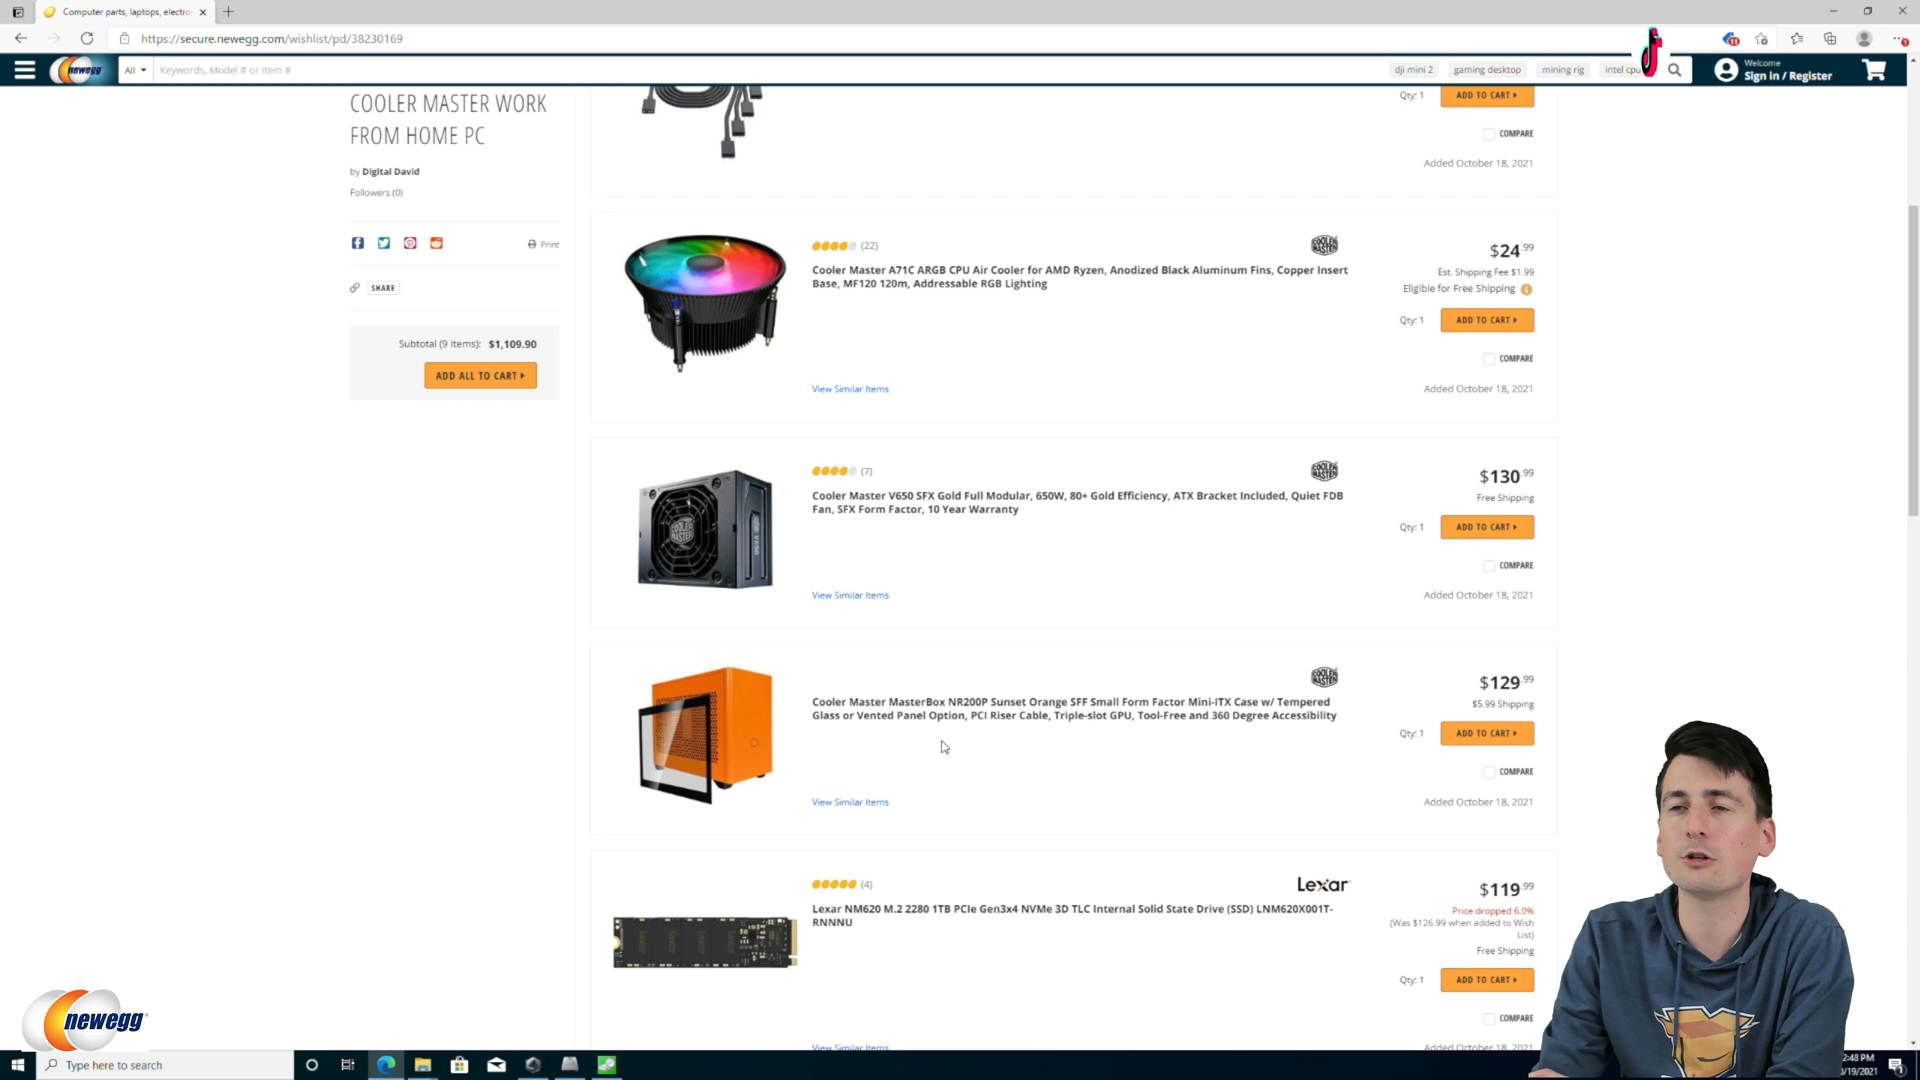 Computer parts, laptops, electro
https://secure.newegg.com/wishlist/pd/38230169
newegg
All
Keywords, Model # or Item #
dji mini 2
gaming desktop
mining rig
intel cpu
Welcome
Sign in / Register
COOLER MASTER WORK
FROM HOME PC
by Digital David
Followers (0)
Print
SHARE
Subtotal (9 Items): $1,109.90
ADD ALL TO CART
Qty: 1
ADD TO CART
COMPARE
Added October 18, 2021
(22)
COOLER MASTER
Cooler Master A71C ARGB CPU Air Cooler for AMD Ryzen, Anodized Black Aluminum Fins, Copper Insert
Base, MF120 120m, Addressable RGB Lighting
View Similar Items
$24.99
Est. Shipping Fee $1.99
Eligible for Free Shipping
Qty: 1
ADD TO CART
COMPARE
Added October 18, 2021
(7)
COOLER MASTER
Cooler Master V650 SFX Gold Full Modular, 650W, 80+ Gold Efficiency, ATX Bracket Included, Quiet FDB
Fan, SFX Form Factor, 10 Year Warranty
View Similar Items
$130.99
Free Shipping
Qty: 1
ADD TO CART
COMPARE
Added October 18, 2021
COOLER MASTER
Cooler Master MasterBox NR200P Sunset Orange SFF Small Form Factor Mini-ITX Case w/ Tempered
Glass or Vented Panel Option, PCI Riser Cable, Triple-slot GPU, Tool-Free and 360 Degree Accessibility
View Similar Items
$129.99
$5.99 Shipping
Qty: 1
ADD TO CART
COMPARE
Added October 18, 2021
(4)
Lexar
Lexar NM620 M.2 2280 1TB PCIe Gen3x4 NVMe 3D TLC Internal Solid State Drive (SSD) LNM620X001T-
RNNNU
View Similar Items
$119.99
Price dropped 6.0%
(Was $126.99 when added to Wish
List)
Free Shipping
Qty: 1
ADD TO CART
COMPARE
Added October 18, 2021
newegg
Type here to search
2:48 PM
/19/2021